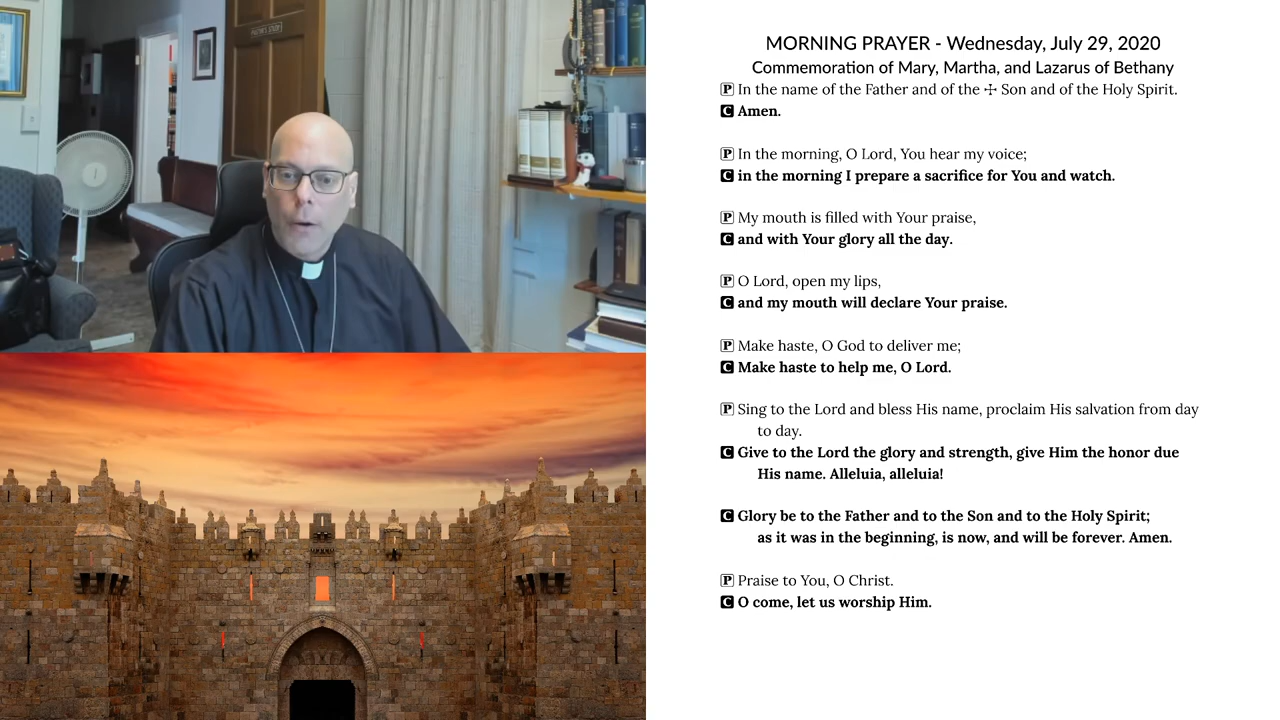 MORNING PRAYER - Wednesday, July 29, 2020
Commemoration of Mary, Martha, and Lazarus of Bethany
P In the name of the Father and of the ☩ Son and of the Holy Spirit.
C Amen.
P In the morning, O Lord, You hear my voice;
C in the morning I prepare a sacrifice for You and watch.
P My mouth is filled with Your praise,
C and with Your glory all the day.
P O Lord, open my lips,
C and my mouth will declare Your praise.
P Make haste, O God to deliver me;
C Make haste to help me, O Lord.
P Sing to the Lord and bless His name, proclaim His salvation from day
to day.
C Give to the Lord the glory and strength, give Him the honor due
His name. Alleluia, alleluia!
C Glory be to the Father and to the Son and to the Holy Spirit;
as it was in the beginning, is now, and will be forever. Amen.
P Praise to You, O Christ.
C O come, let us worship Him.